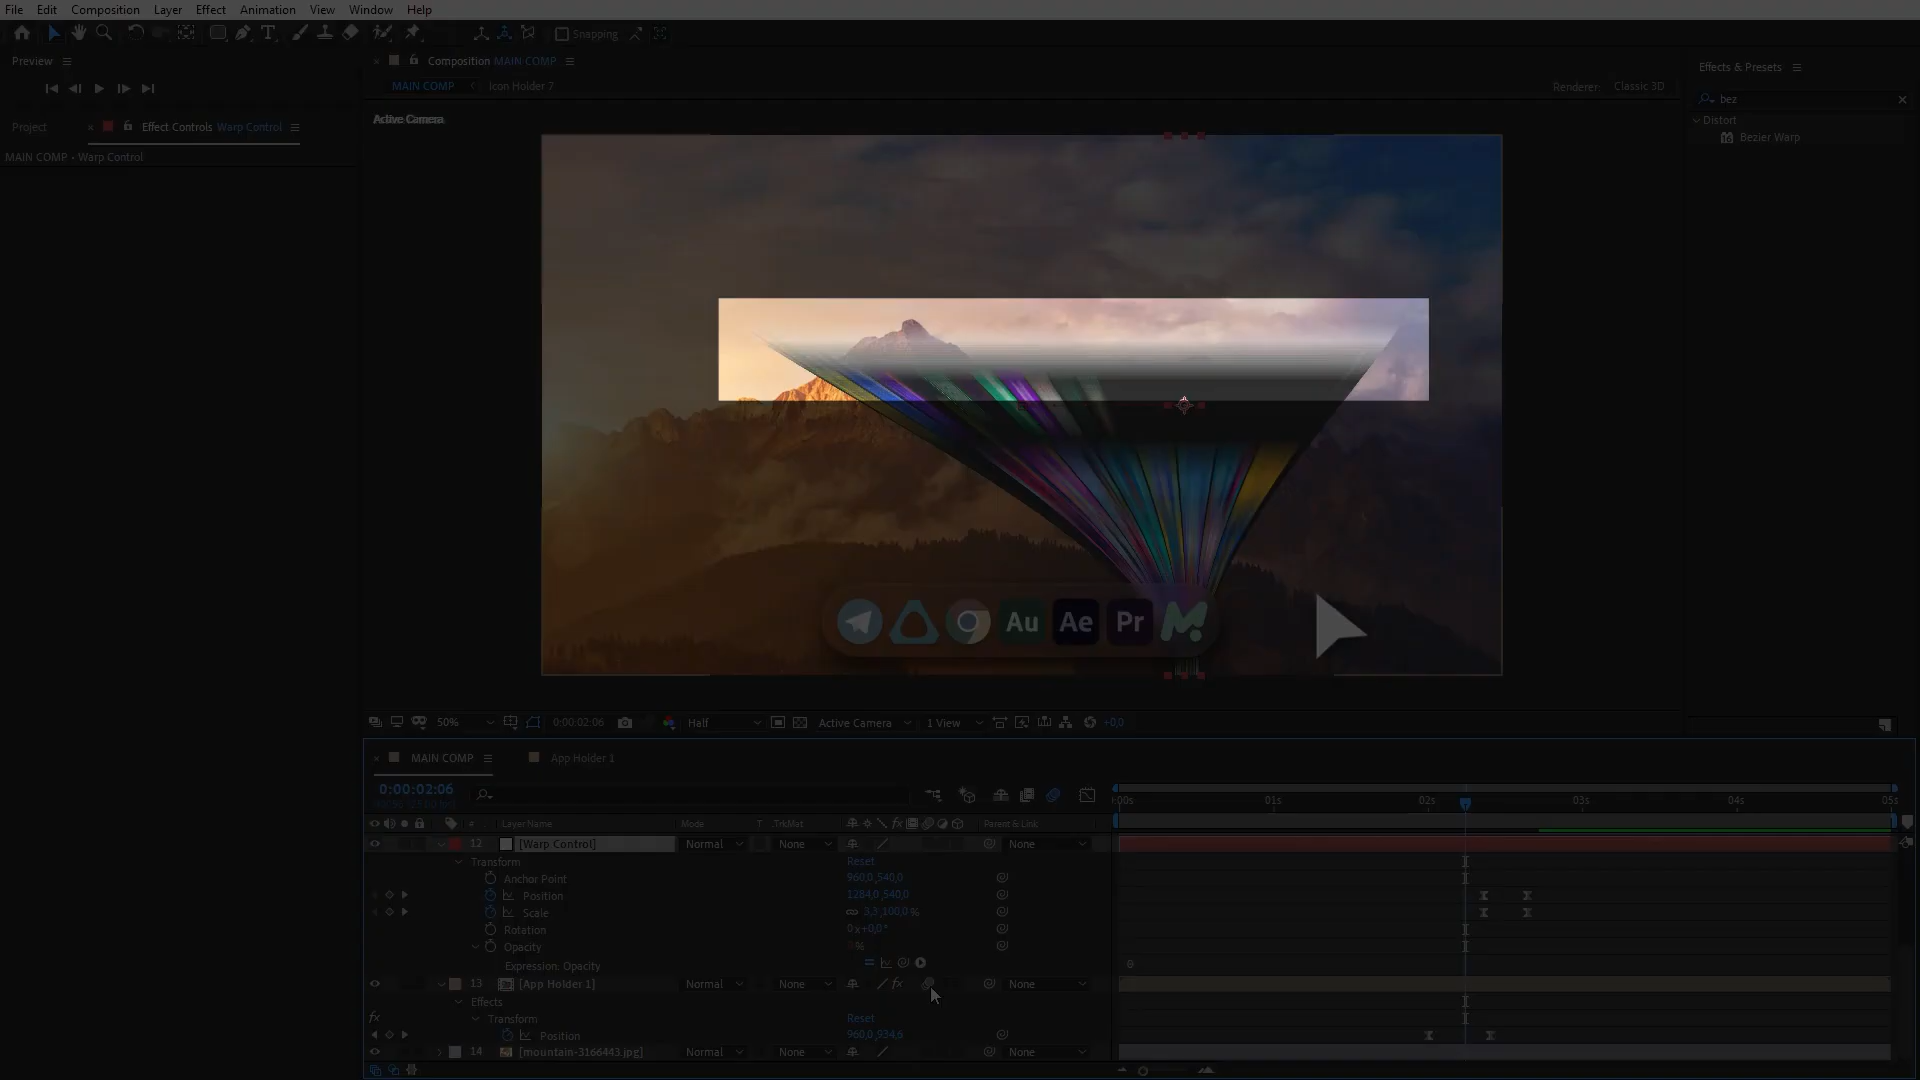 File Edit Composition Layer Effect Animation View Window Help
Snapping
Preview
Composition MAIN COMP
Effects & Presets
MAIN COMP Icon Holder 7
Renderer: Classic 3D
bez
Active Camera
Distort
Project Effect Controls Warp Control
Bezier Warp
MAIN COMP • Warp Control
Au Ae Pr
50% 0:00:02:06 Half Active Camera 1 View +0,0
MAIN COMP App Holder 1
0:00:02:06
:00s 01s 02s 03s 04s 05s
# Layer Name Mode T .TrkMat Parent & Link
12 [Warp Control] Normal None None
Transform Reset
Anchor Point 960,0,540,0
Position 1284,0,540,0
Scale 3,3,100,0 %
Rotation 0x+0,0°
Opacity 0%
Expression: Opacity 0
13 [App Holder 1] Normal None fx None
Effects
fx Transform Reset
Position 960,0,934,6
14 [mountain-3166443.jpg] Normal None None